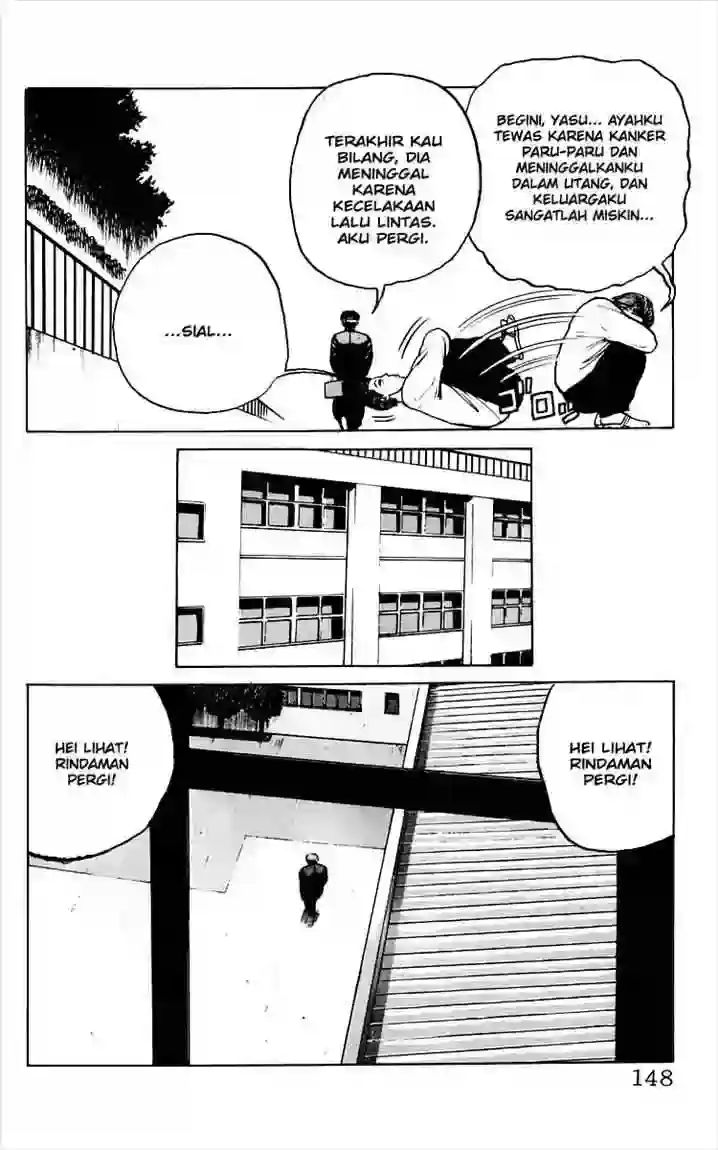 BEGINI, YASU... AYAHKU
TEWAS KARENA KANKER
PARU-PARU DAN
MENINGGALKANKU
DALAM UTANG, DAN
KELUARGAKU
SANGATLAH MISKIN...
TERAKHIR KAU
BILANG, DIA
MENINGGAL
KARENA
KECELAKAAN
LALU LINTAS.
AKU PERGI.
...SIAL...
HEI LIHAT!
RINDAMAN
PERGI!
HEI LIHAT!
RINDAMAN
PERGI!
148